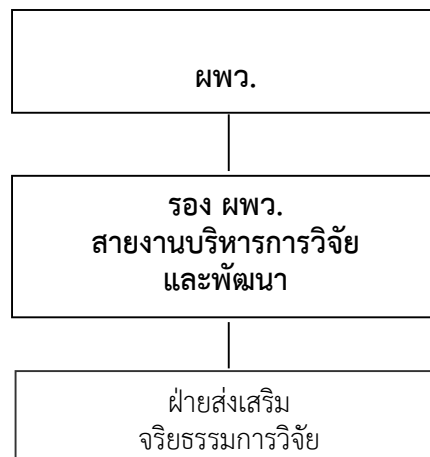 ผพว.
รอง ผพว.
สายงานบริหารการวิจัย
และพัฒนา
ฝ่ายส่งเสริม
จริยธรรมการวิจัย